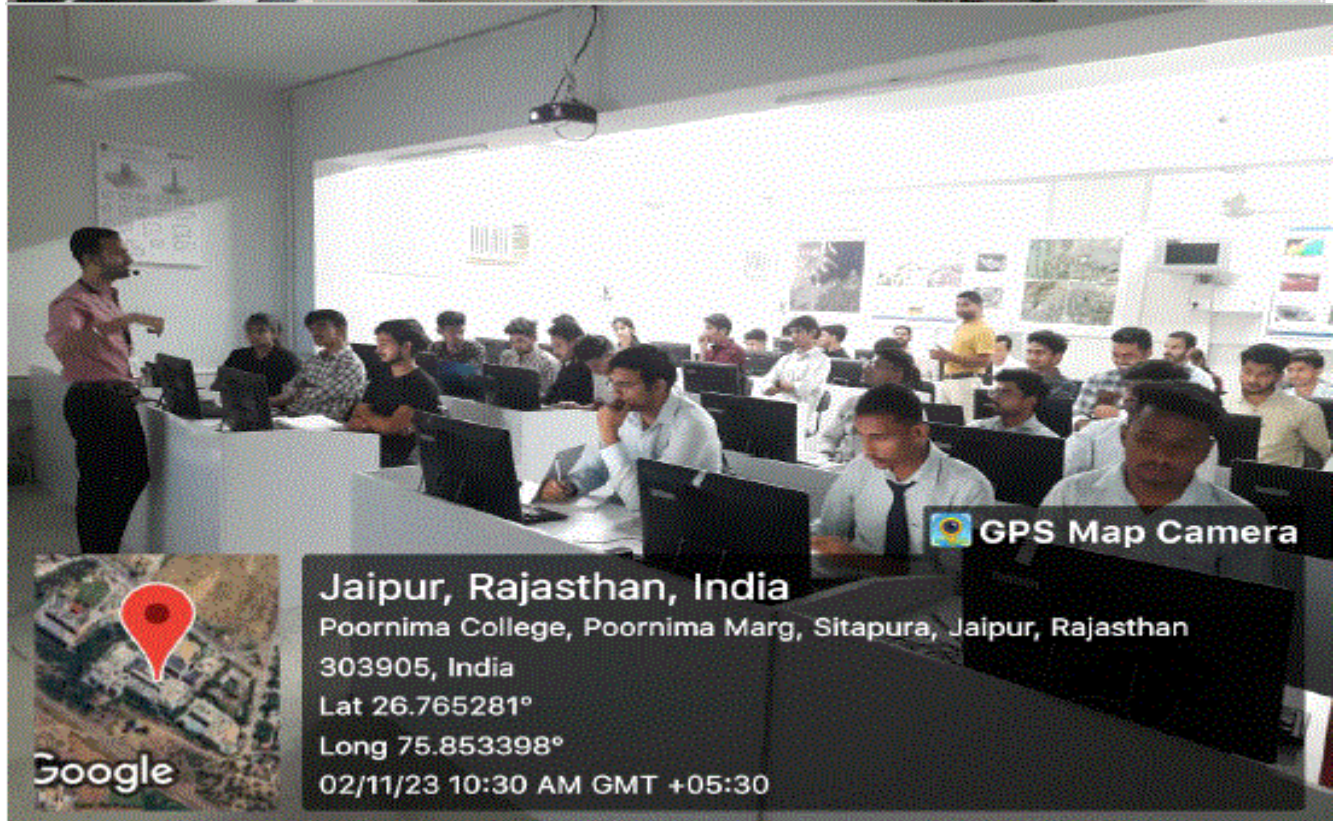 GPS Map Camera
Jaipur, Rajasthan, India
Poornima College, Poornima Marg, Sitapura, Jaipur, Rajasthan
303905, India
Lat 26.765281°
Long 75.853398°
02/11/23 10:30 AM GMT +05:30
Google